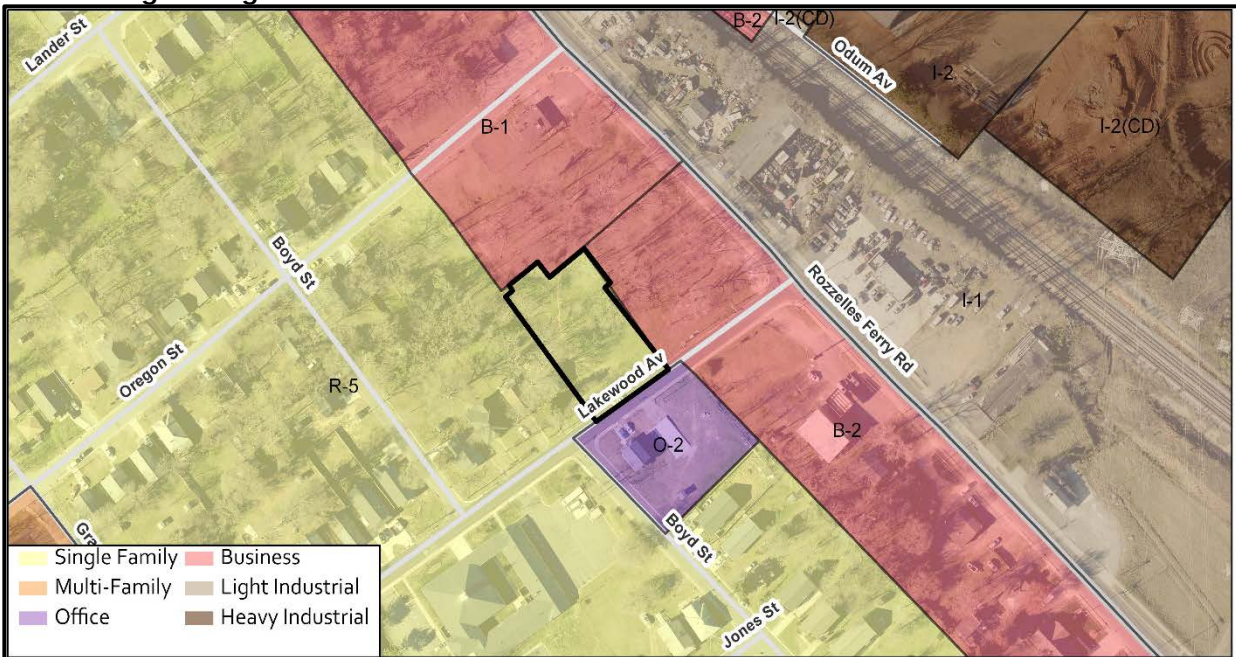 Lander St
B-2
I-2(CD)
Odum Av
I-2
I-2(CD)
B-1
Boyd St
Rozzelles Ferry Rd
I-1
Oregon St
R-5
Lakewood Av
O-2
B-2
Gra
Boyd St
Jones St
Single Family
Business
Multi-Family
Light Industrial
Office
Heavy Industrial